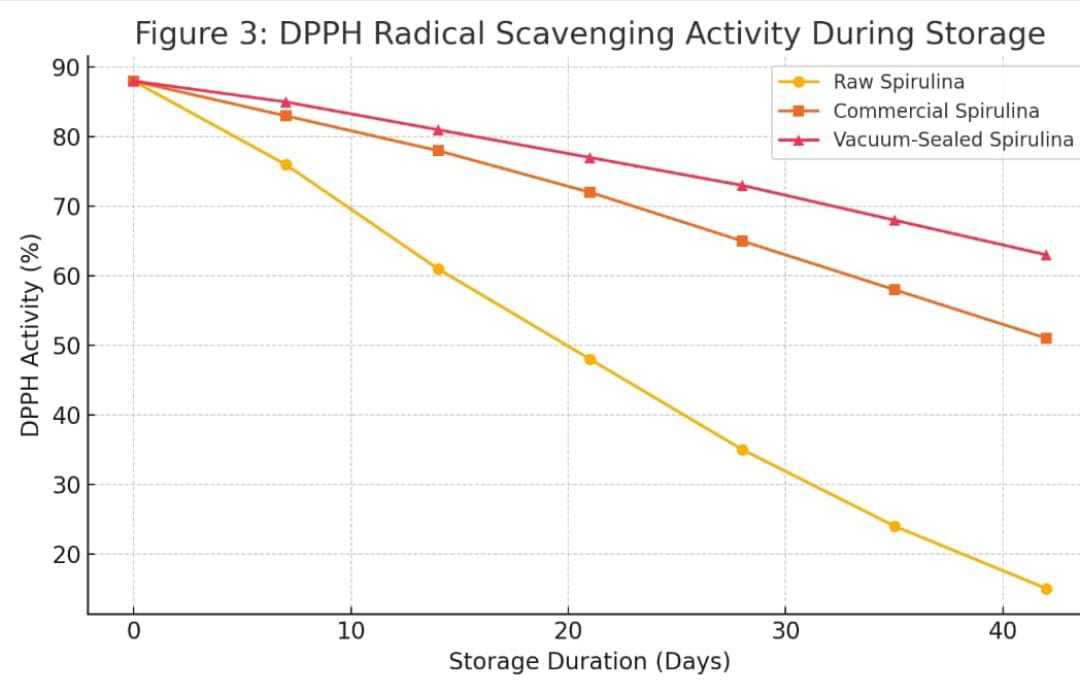 Figure 3: DPPH Radical Scavenging Activity During Storage
Raw Spirulina
Commercial Spirulina
Vacuum-Sealed Spirulina
DPPH Activity (%)
90
80
70
60
50
40
30
20
0 10 20 30 40
Storage Duration (Days)